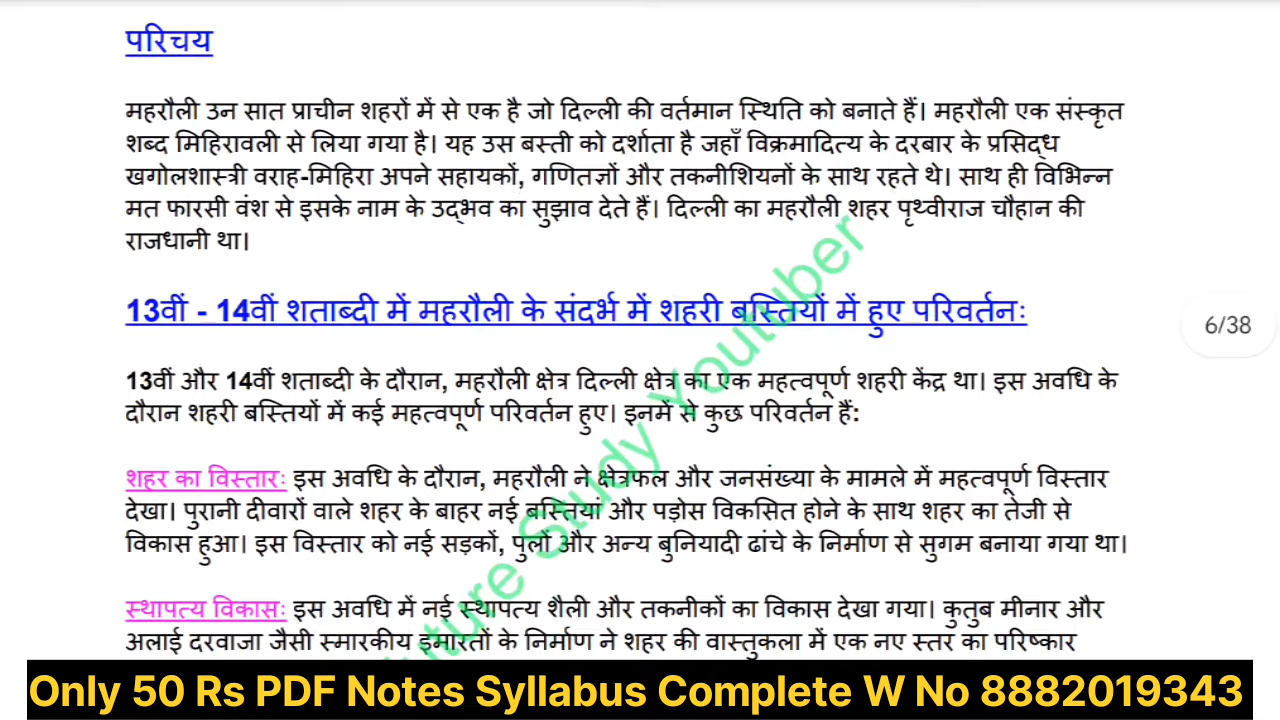 परिचय
महरौली उन सात प्राचीन शहरों में से एक है जो दिल्ली की वर्तमान स्थिति को बनाते हैं। महरौली एक संस्कृत
शब्द मिहिरावली से लिया गया है। यह उस बस्ती को दर्शाता है जहाँ विक्रमादित्य के दरबार के प्रसिद्ध
खगोलशास्त्री वराह-मिहिरा अपने सहायकों, गणितज्ञों और तकनीशियनों के साथ रहते थे। साथ ही विभिन्न
मत फारसी वंश से इसके नाम के उद्भव का सुझाव देते हैं। दिल्ली का महरौली शहर पृथ्वीराज चौहान की
राजधानी था।
13वीं - 14वीं शताब्दी में महरौली के संदर्भ में शहरी बस्तियों में हुए परिवर्तनः
13वीं और 14वीं शताब्दी के दौरान, महरौली क्षेत्र दिल्ली क्षेत्र का एक महत्वपूर्ण शहरी केंद्र था। इस अवधि के
दौरान शहरी बस्तियों में कई महत्वपूर्ण परिवर्तन हुए। इनमें से कुछ परिवर्तन हैं:
6/38
शहर का विस्तारः इस अवधि के दौरान, महरौली ने क्षेत्रफल और जनसंख्या के मामले में महत्वपूर्ण विस्तार
देखा। पुरानी दीवारों वाले शहर के बाहर नई बस्तियां और पड़ोस विकसित होने के साथ शहर का तेजी से
विकास हुआ। इस विस्तार को नई सड़कों, पुलों और अन्य बुनियादी ढांचे के निर्माण से सुगम बनाया गया था।
स्थापत्य विकासः इस अवधि में नई स्थापत्य शैली और तकनीकों का विकास देखा गया। कुतुब मीनार और
अलाई दरवाजा जैसी स्मारकीय इमारतों के निर्माण ने शहर की वास्तुकला में एक नए स्तर का परिष्कार
Study Youtuber
Only 50 Rs PDF Notes Syllabus Complete W No 8882019343